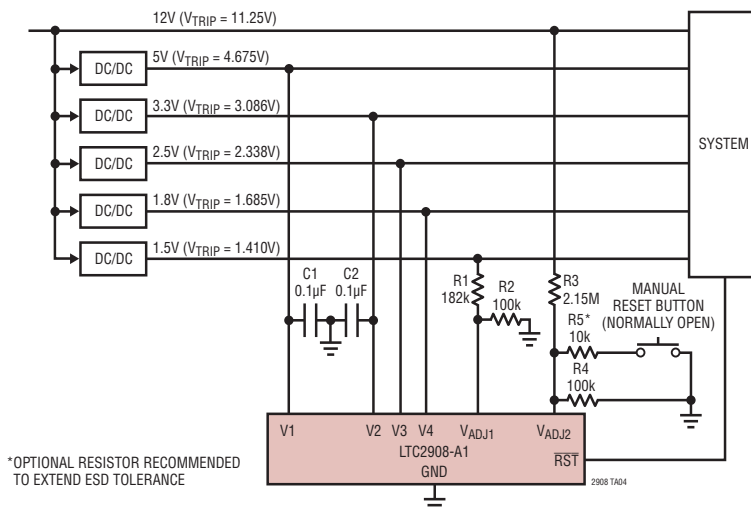 12V (VTRIP = 11.25V)
5V (VTRIP = 4.675V)
DC/DC
3.3V (VTRIP = 3.086V)
DC/DC
2.5V (VTRIP = 2.338V)
DC/DC
SYSTEM
1.8V (VTRIP = 1.685V)
DC/DC
1.5V (VTRIP = 1.410V)
DC/DC
C1
0.1µF
C2
0.1µF
R1
182k
R2
100k
R3
2.15M
MANUAL
RESET BUTTON
(NORMALLY OPEN)
R5*
10k
R4
100k
V1
V2
V3
V4
VADJ1
VADJ2
LTC2908-A1
GND
RST
*OPTIONAL RESISTOR RECOMMENDED
TO EXTEND ESD TOLERANCE
2908 TA04